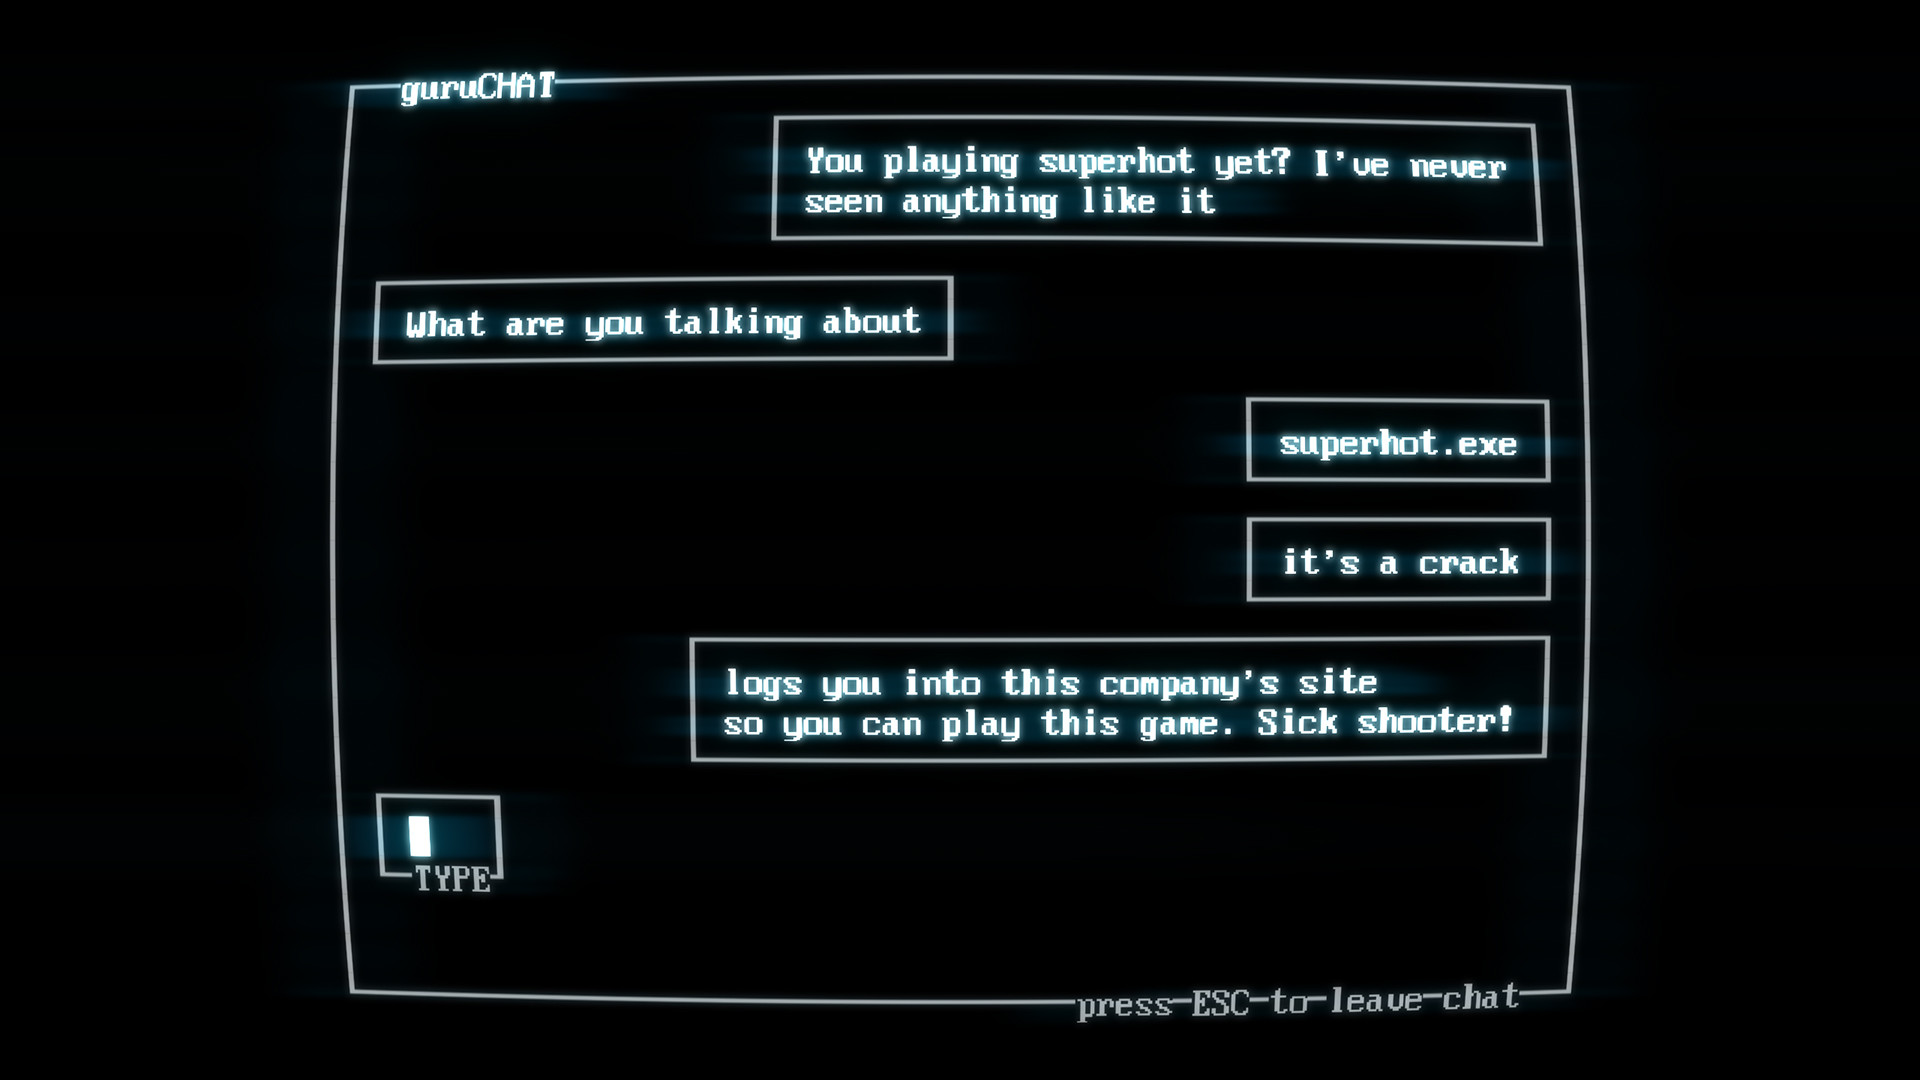 guruCHAT
You playing superhot yet? I've never
seen anything like it
What are you talking about
superhot.exe
it's a crack
logs you into this company's site
so you can play this game. Sick shooter!
TYPE
press ESC to leave chat